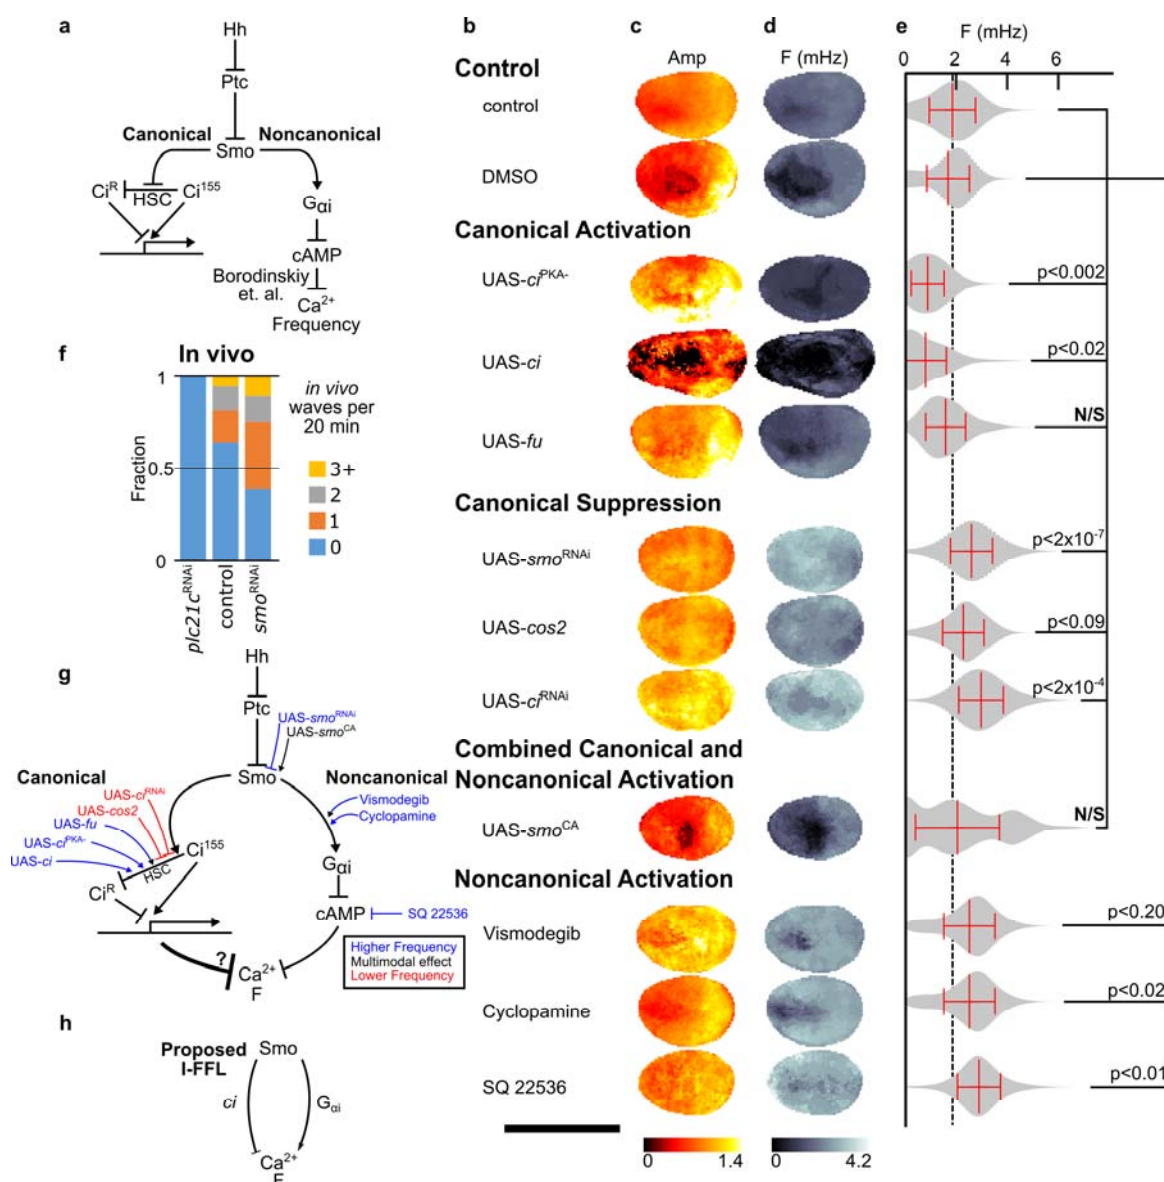 a
Hh
Ptc
Canonical
Noncanonical
Smo
Ci^R
HSC
Ci^155
G_αi
cAMP
Borodinskiy
et. al.
Ca^2+
Frequency
f
In vivo
1
0.5
0
Fraction
plc21c^RNAi
control
smo^RNAi
in vivo
waves per
20 min
3+
2
1
0
g
Hh
Ptc
UAS-smo^RNAi
UAS-smo^CA
Canonical
Smo
Noncanonical
UAS-ci^RNAi
UAS-cos2
UAS-fu
UAS-ci^PKA-
UAS-ci
Vismodegib
Cyclopamine
HSC
Ci^155
Ci^R
G_αi
cAMP
SQ 22536
Higher Frequency
Multimodal effect
Lower Frequency
?
Ca^2+
F
h
Proposed
I-FFL
Smo
ci
G_αi
Ca^2+
F
b
c
d
e
Amp
F (mHz)
F (mHz)
0 2 4 6
Control
control
DMSO
Canonical Activation
UAS-ci^PKA-
p<0.002
UAS-ci
p<0.02
UAS-fu
N/S
Canonical Suppression
UAS-smo^RNAi
p<2x10^-7
UAS-cos2
p<0.09
UAS-ci^RNAi
p<2x10^-4
Combined Canonical and
Noncanonical Activation
UAS-smo^CA
N/S
Noncanonical Activation
Vismodegib
p<0.20
Cyclopamine
p<0.02
SQ 22536
p<0.01
0 1.4
0 4.2